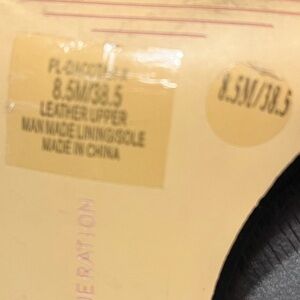 8.5M/38.5
LEATHER UPPER
MAN MADE LINING/SOLE
MADE IN CHINA
8.5M/38.5